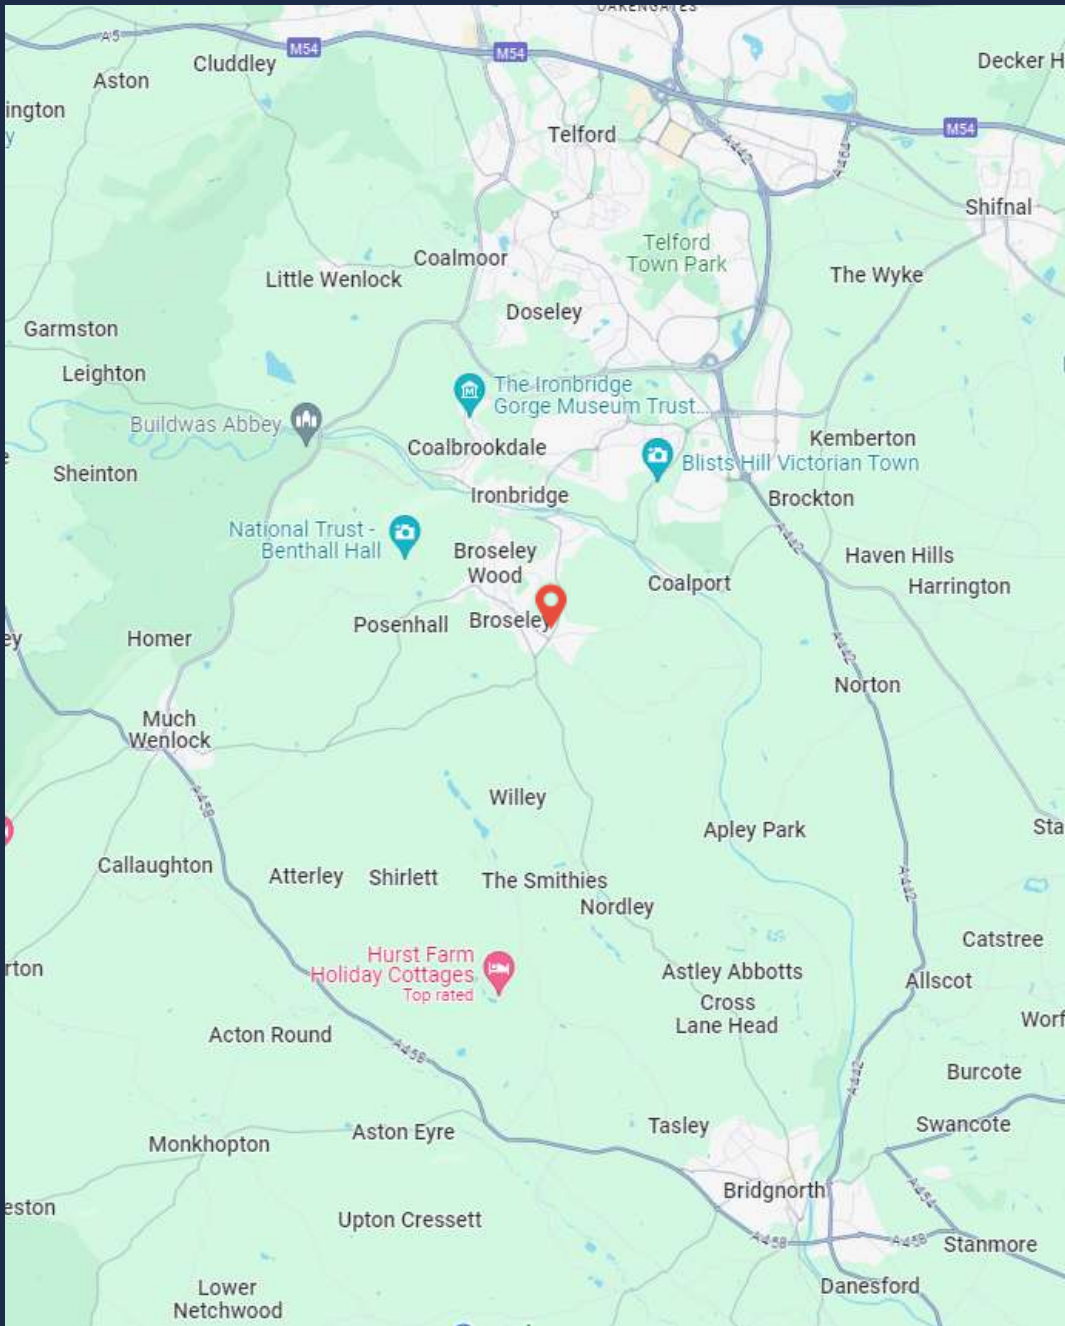 OAKENGATES
A5
M54
M54
Decker H
Cluddley
Aston
ington
y
M54
Telford
A442
A464
Shifnal
Telford
Town Park
Coalmoor
Little Wenlock
The Wyke
Doseley
Garmston
Leighton
The Ironbridge
Gorge Museum Trust...
Buildwas Abbey
Coalbrookdale
Kemberton
Blists Hill Victorian Town
e
Sheinton
Ironbridge
Brockton
National Trust -
Benthall Hall
A442
Broseley
Wood
Haven Hills
Coalport
Harrington
Broseley
Posenhall
ey
Homer
A442
Norton
Much
Wenlock
A458
Willey
Apley Park
Sta
Callaughton
Atterley
Shirlett
The Smithies
A442
Nordley
Catstree
Hurst Farm
Holiday Cottages
Top rated
rton
Astley Abbotts
Allscot
Cross
Lane Head
Worf
Acton Round
A458
A442
Burcote
Tasley
Swancote
Aston Eyre
Monkhopton
Bridgnorth
A454
eston
Upton Cressett
A458
A458
Stanmore
Danesford
Lower
Netchwood